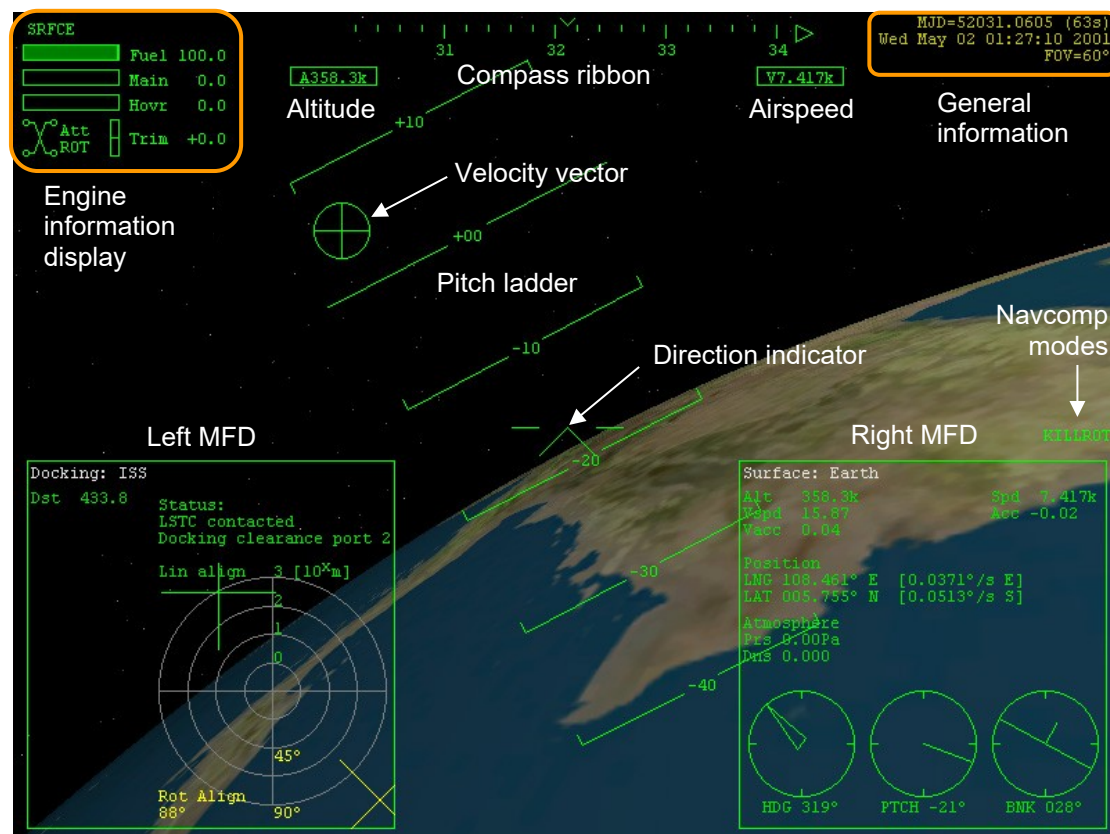 SRFCE
Fuel 100.0
Main 0.0
Hovr 0.0
Att
ROT
Trim +0.0
Engine
information
display
31 32 33 34
A358.3k
Altitude
Compass ribbon
V7.417k
Airspeed
MJD=52031.0605 (63s)
Wed May 02 01:27:10 2001
FOV=60°
General
information
+10
Velocity vector
+00
Pitch ladder
-10
Direction indicator
Navcomp
modes
KILLROT
-20
-30
-40
Left MFD
Docking: ISS
Dst 433.8
Status:
LSTC contacted
Docking clearance port 2
Lin align 3 [10xm]
2
1
0
45°
Rot Align
88° 90°
Right MFD
Surface: Earth
Alt 358.3k Spd 7.417k
Vspd 15.87 Acc -0.02
Vacc 0.04
Position
LNG 108.461° E [0.0371°/s E]
LAT 005.755° N [0.0513°/s S]
Atmosphere
Prs 0.00Pa
Dns 0.000
HDG 319° PTCH -21° BNK 028°